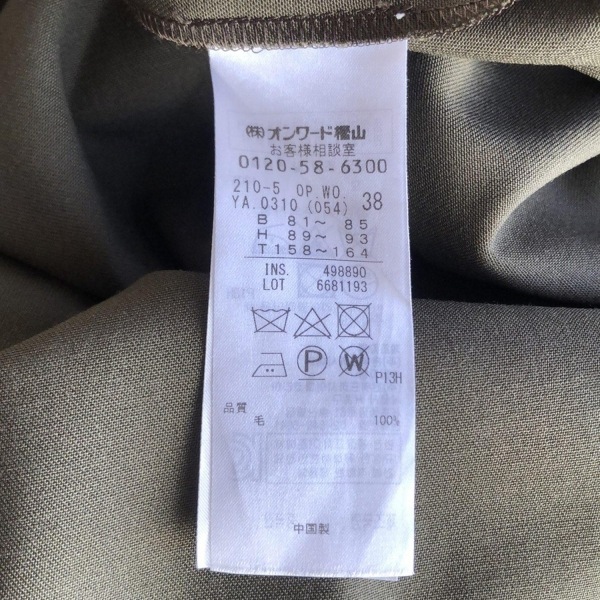 (株)オンワード樫山
お客様相談室
0120-58-6300
210-5 OP.WO.
YA.0310 (054) 38
B 81~ 85
H 89~ 93
T158~164
INS. 498890
LOT 6681193
P W
P13H
品質
毛 100%
中国製